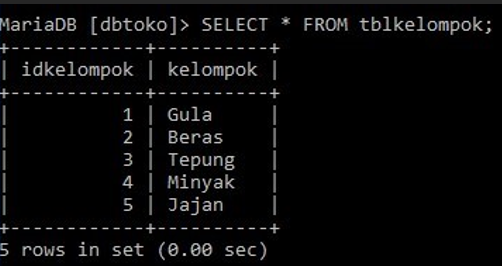 MariaDB [dbtoko]> SELECT * FROM tblkelompok;
+------------+----------+
| idkelompok | kelompok |
+------------+----------+
|          1 | Gula     |
|          2 | Beras    |
|          3 | Tepung   |
|          4 | Minyak   |
|          5 | Jajan    |
+------------+----------+
5 rows in set (0.00 sec)